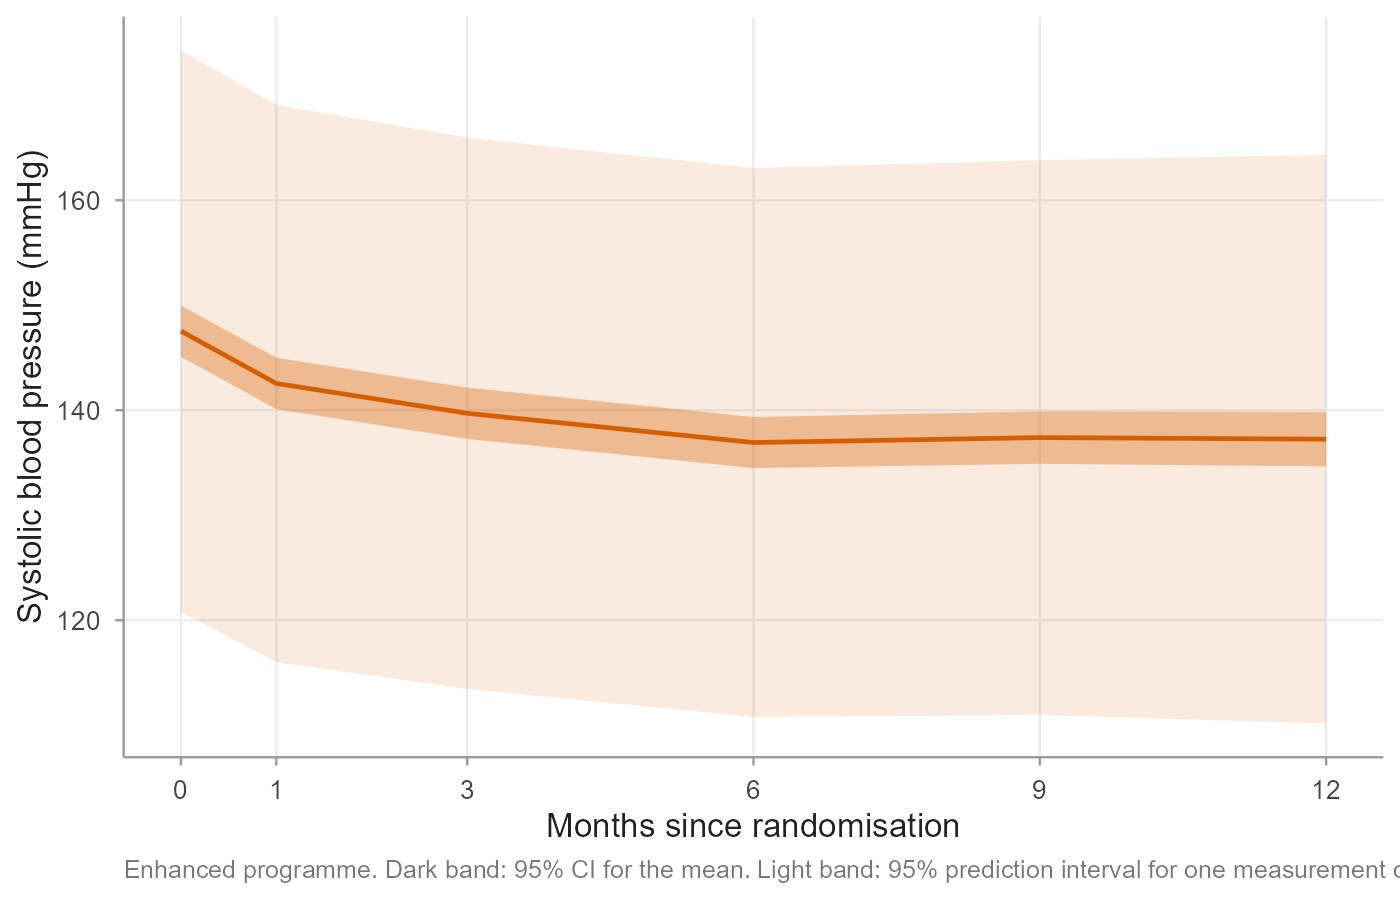 Systolic blood pressure (mmHg)
160
140
120
0 1 3 6 9 12
Months since randomisation
Enhanced programme. Dark band: 95% CI for the mean. Light band: 95% prediction interval for one measurement